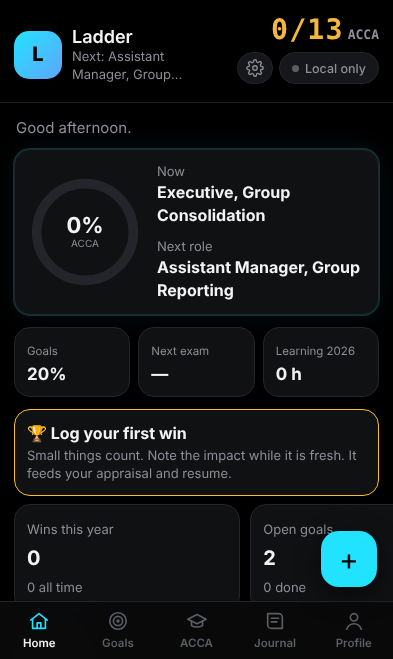 L
Ladder
Next: Assistant
Manager, Group...
0/13 ACCA
Local only
Good afternoon.
0%
ACCA
Now
Executive, Group
Consolidation
Next role
Assistant Manager, Group
Reporting
Goals
20%
Next exam
—
Learning 2026
0 h
🏆 Log your first win
Small things count. Note the impact while it is fresh. It
feeds your appraisal and resume.
Wins this year
0
0 all time
Open goals
2
0 done
+
Home
Goals
ACCA
Journal
Profile